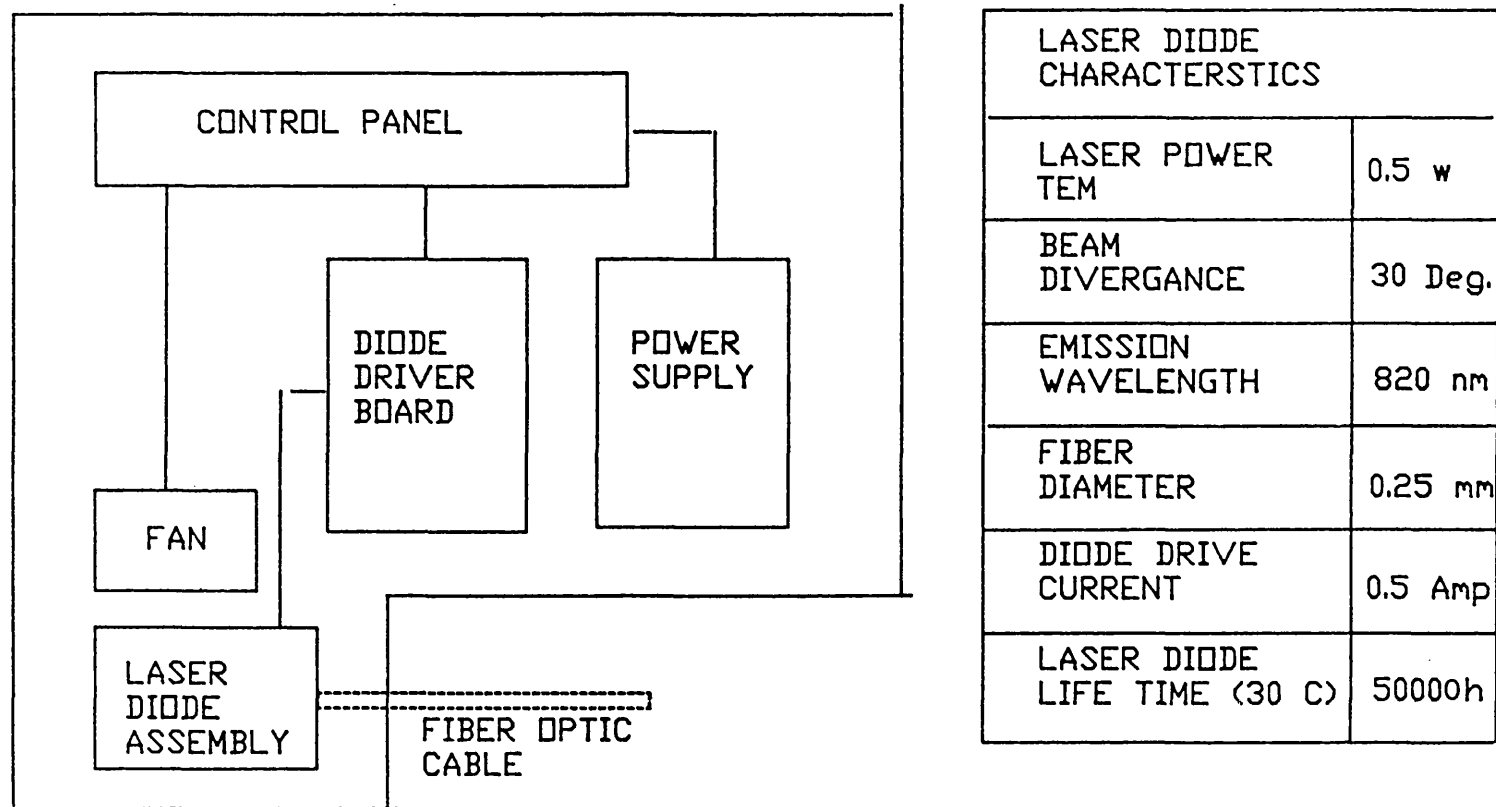 CONTROL PANEL
DIODE
DRIVER
BOARD
POWER
SUPPLY
FAN
LASER
DIODE
ASSEMBLY
FIBER OPTIC
CABLE
LASER DIODE
CHARACTERSTICS
LASER POWER
TEM
0.5 w
BEAM
DIVERGANCE
30 Deg.
EMISSION
WAVELENGTH
820 nm
FIBER
DIAMETER
0.25 mm
DIODE DRIVE
CURRENT
0.5 Amp
LASER DIODE
LIFE TIME (30 C)
50000h